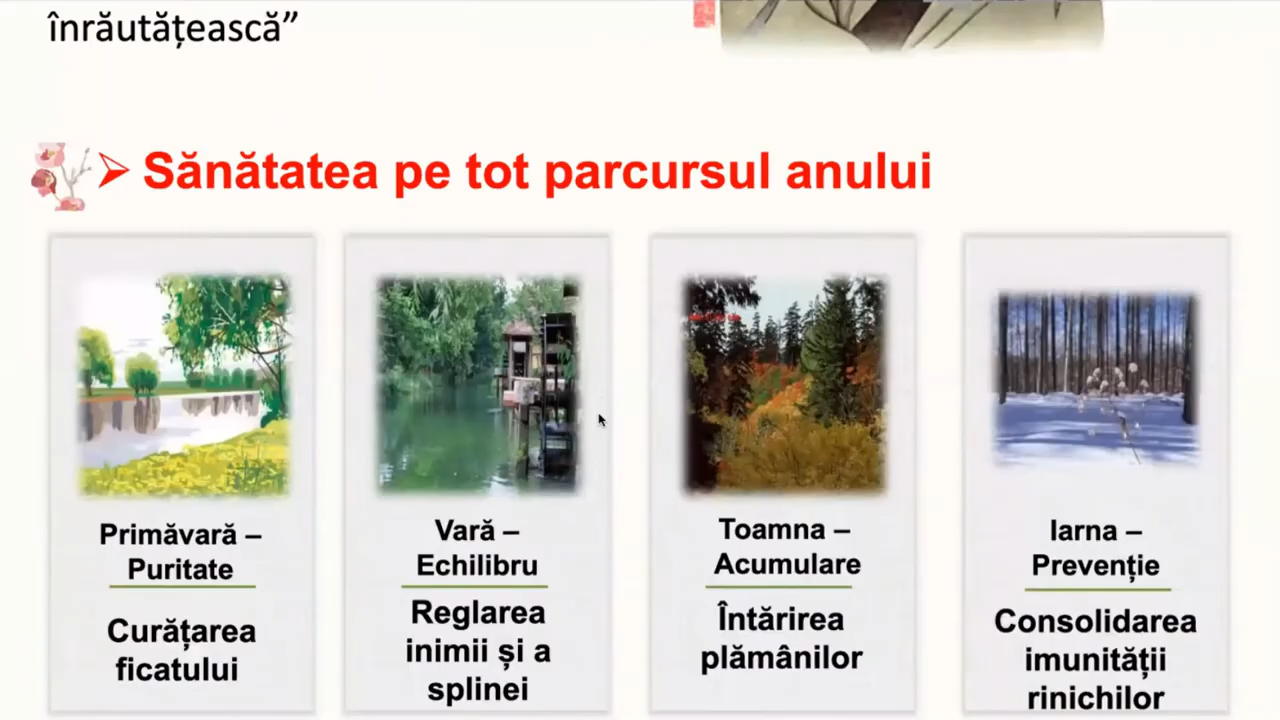 înrăutățească”
Sănătatea pe tot parcursul anului
Primăvară –
Puritate
Curățarea
ficatului
Vară –
Echilibru
Reglarea
inimii și a
splinei
Toamna –
Acumulare
Întărirea
plămânilor
Iarna –
Prevenție
Consolidarea
imunității
rinichilor